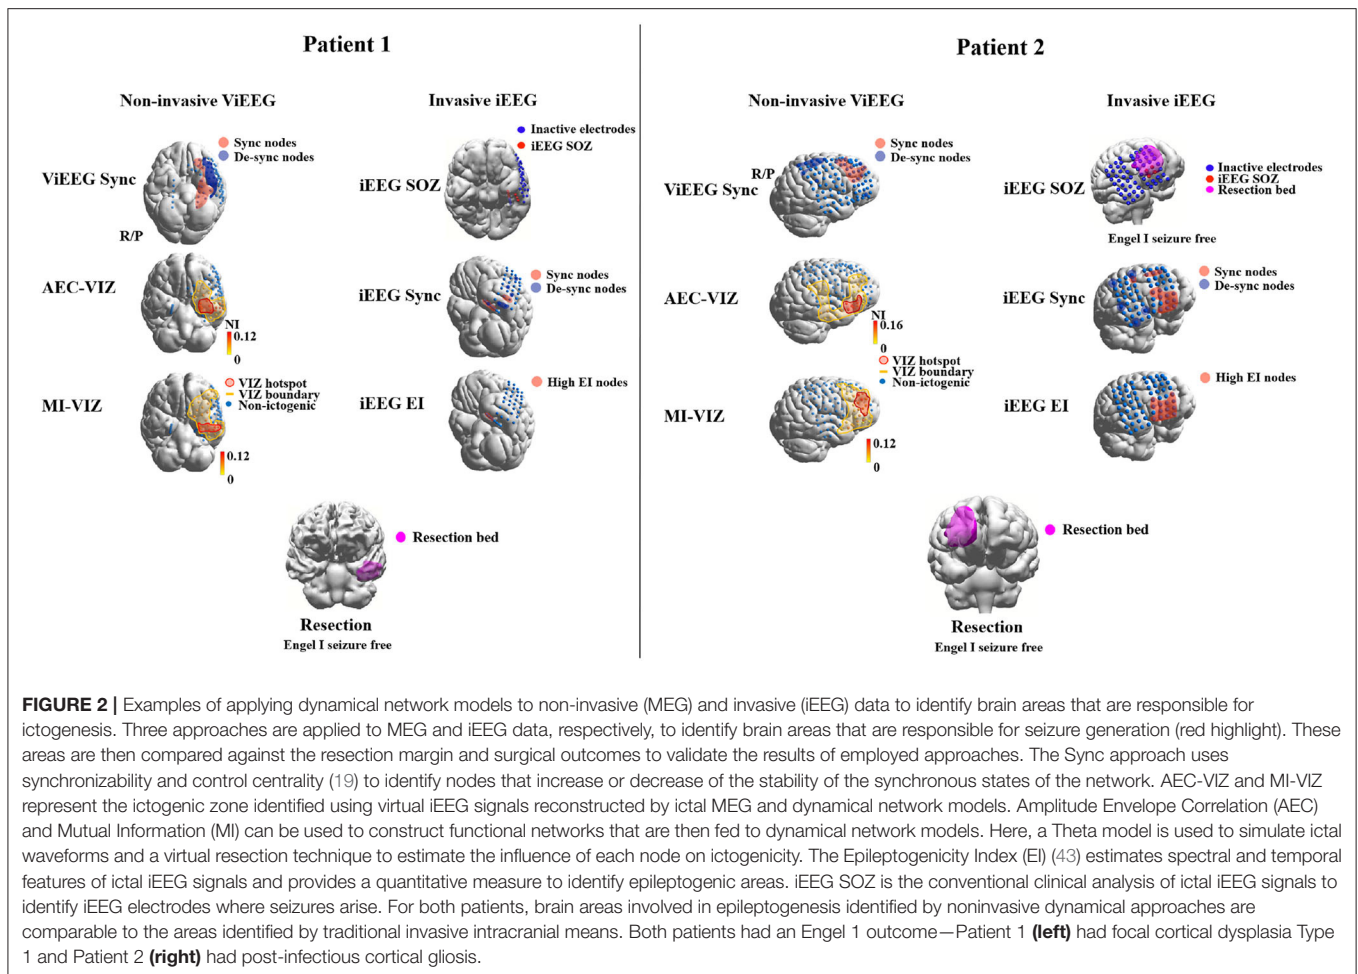 Patient 1
Non-invasive ViEEG
Invasive iEEG
Sync nodes
De-sync nodes
ViEEG Sync
R/P
Inactive electrodes
iEEG SOZ
iEEG SOZ
AEC-VIZ
NI
0.12
0
Sync nodes
De-sync nodes
iEEG Sync
VIZ hotspot
VIZ boundary
Non-ictogenic
MI-VIZ
0.12
0
High EI nodes
iEEG EI
Resection bed
Resection
Engel I seizure free
Patient 2
Non-invasive ViEEG
Invasive iEEG
Sync nodes
De-sync nodes
R/P
ViEEG Sync
Inactive electrodes
iEEG SOZ
Resection bed
iEEG SOZ
Engel I seizure free
AEC-VIZ
NI
0.16
0
Sync nodes
De-sync nodes
iEEG Sync
VIZ hotspot
VIZ boundary
Non-ictogenic
MI-VIZ
0.12
0
High EI nodes
iEEG EI
Resection bed
Resection
Engel I seizure free
FIGURE 2 | Examples of applying dynamical network models to non-invasive (MEG) and invasive (iEEG) data to identify brain areas that are responsible for
ictogenesis. Three approaches are applied to MEG and iEEG data, respectively, to identify brain areas that are responsible for seizure generation (red highlight). These
areas are then compared against the resection margin and surgical outcomes to validate the results of employed approaches. The Sync approach uses
synchronizability and control centrality (19) to identify nodes that increase or decrease of the stability of the synchronous states of the network. AEC-VIZ and MI-VIZ
represent the ictogenic zone identified using virtual iEEG signals reconstructed by ictal MEG and dynamical network models. Amplitude Envelope Correlation (AEC)
and Mutual Information (MI) can be used to construct functional networks that are then fed to dynamical network models. Here, a Theta model is used to simulate ictal
waveforms and a virtual resection technique to estimate the influence of each node on ictogenicity. The Epileptogenicity Index (EI) (43) estimates spectral and temporal
features of ictal iEEG signals and provides a quantitative measure to identify epileptogenic areas. iEEG SOZ is the conventional clinical analysis of ictal iEEG signals to
identify iEEG electrodes where seizures arise. For both patients, brain areas involved in epileptogenesis identified by noninvasive dynamical approaches are
comparable to the areas identified by traditional invasive intracranial means. Both patients had an Engel 1 outcome—Patient 1 (left) had focal cortical dysplasia Type
1 and Patient 2 (right) had post-infectious cortical gliosis.